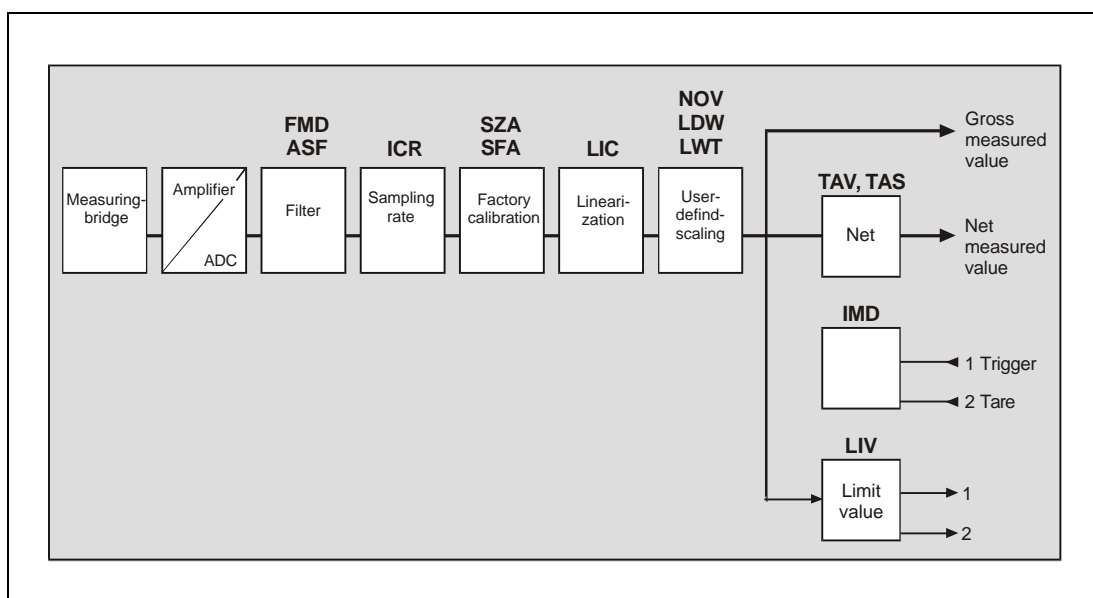 FMD
ASF
ICR
SZA
SFA
LIC
NOV
LDW
LWT
Measuring-
bridge
Amplifier
ADC
Filter
Sampling
rate
Factory
calibration
Lineari-
zation
User-
defind-
scaling
Gross
measured
value
TAV, TAS
Net
Net
measured
value
IMD
1 Trigger
2 Tare
LIV
Limit
value
1
2